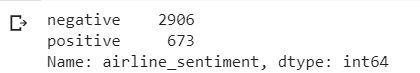 negative    2906
positive     673
Name: airline_sentiment, dtype: int64